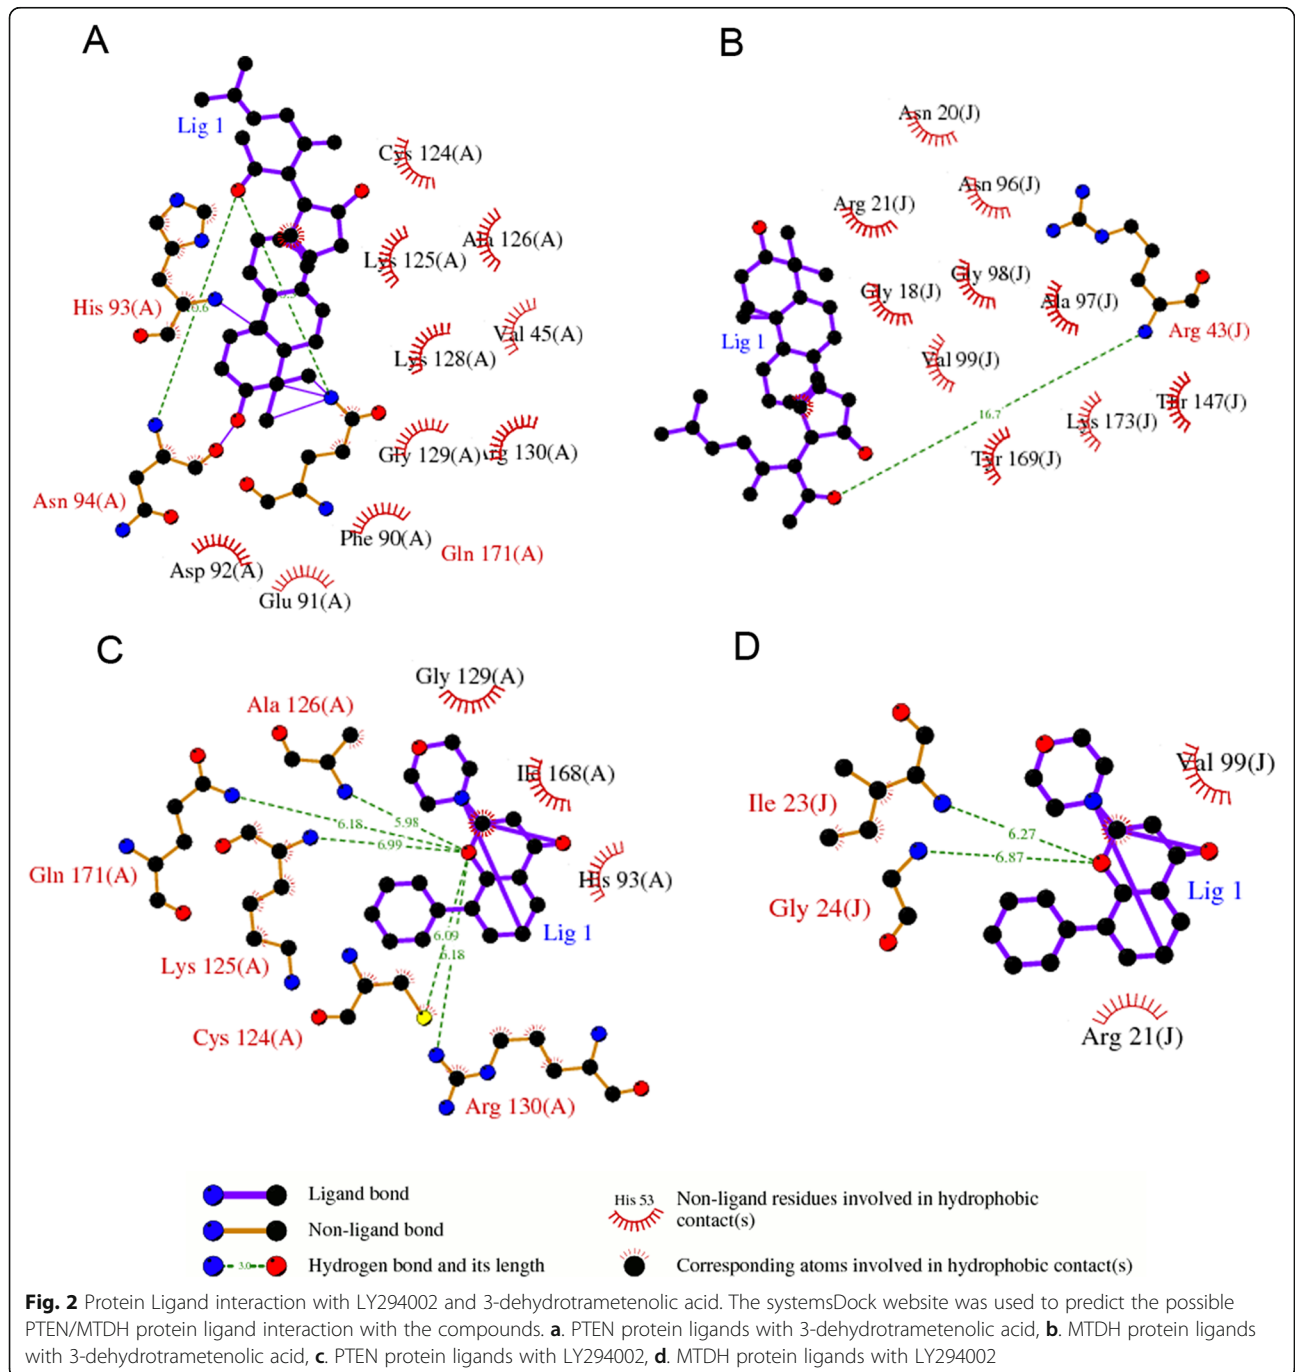 A
B
Lig 1
Cys 124(A)
Lys 125(A)
Ala 126(A)
His 93(A)
Val 45(A)
Lys 128(A)
Gly 129(A)
Arg 130(A)
Asn 94(A)
Phe 90(A)
Gln 171(A)
Asp 92(A)
Glu 91(A)
Asn 20(J)
Asn 96(J)
Arg 21(J)
Gly 98(J)
Gly 18(J)
Ala 97(J)
Lig 1
Val 99(J)
Arg 43(J)
16.7
Lys 173(J)
Thr 147(J)
Tyr 169(J)
C
D
Gly 129(A)
Ala 126(A)
Ile 168(A)
6.18
5.98
6.99
Gln 171(A)
His 93(A)
Lys 125(A)
Lig 1
6.09
6.18
Cys 124(A)
Arg 130(A)
Val 99(J)
Ile 23(J)
6.27
6.87
Gly 24(J)
Lig 1
Arg 21(J)
Ligand bond
Non-ligand bond
3.0
Hydrogen bond and its length
His 53
Non-ligand residues involved in hydrophobic
contact(s)
Corresponding atoms involved in hydrophobic contact(s)
Fig. 2 Protein Ligand interaction with LY294002 and 3-dehydrotrametenolic acid. The systemsDock website was used to predict the possible
PTEN/MTDH protein ligand interaction with the compounds. a. PTEN protein ligands with 3-dehydrotrametenolic acid, b. MTDH protein ligands
with 3-dehydrotrametenolic acid, c. PTEN protein ligands with LY294002, d. MTDH protein ligands with LY294002